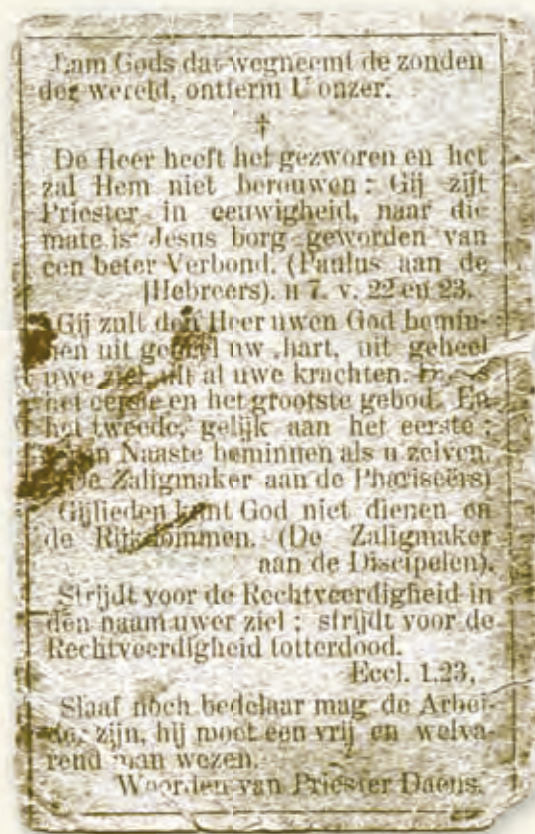 Lam Gods dat wegneemt de zonden
der wereld, ontferm U onzer.
†
De Heer heeft het gezworen en het
zal Hem niet berouwen : Gij zijt
Priester in eeuwigheid, naar die
mate is Jesus borg geworden van
een beter Verbond. (Paulus aan de
[Hebreers). 7. v. 22 en 23.
Gij zult den Heer uwen God bemin-
nen uit geheel uw hart, uit geheel
uwe ziel, uit al uwe krachten.
het eerste en het grootste gebod. En
het tweede, gelijk aan het eerste :
Naaste beminnen als u zelven.
(De Zaligmaker aan de Phariseërs)
Gijlieden kunt God niet dienen en
de Rijkdommen. (De Zaligmaker
aan de Discipelen).
Strijdt voor de Rechtveerdigheid in
den naam uwer ziel ; strijdt voor de
Rechtveerdigheid totterdood.
Eccl. 1.23.
Slaaf noch bedelaar mag de Arbei-
der zijn, hij moet een vrij en welva-
rend man wezen.
Woorden van Priester Daens.